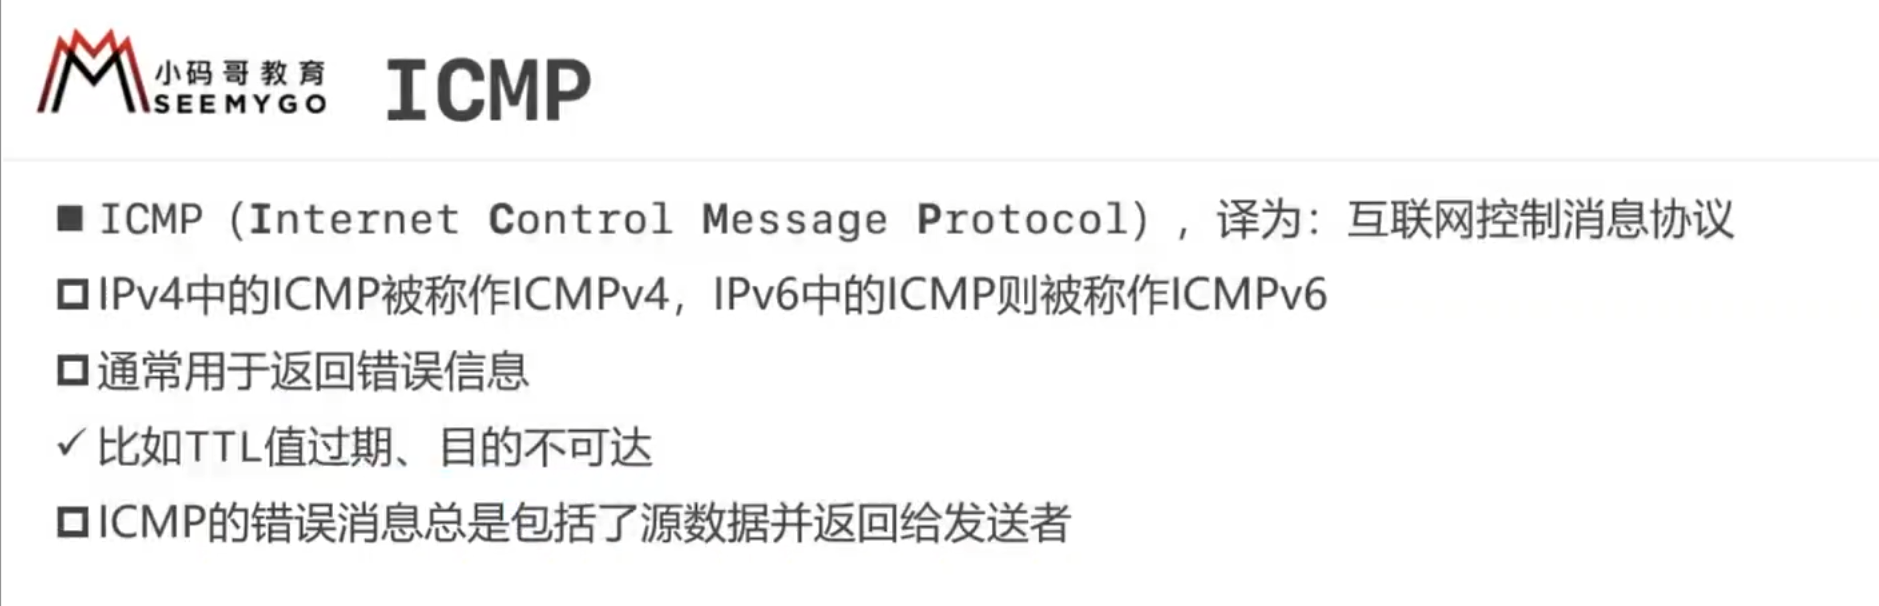 小码哥教育
SEEMYGO
ICMP
ICMP（Internet Control Message Protocol），译为：互联网控制消息协议
IPv4中的ICMP被称作ICMPv4，IPv6中的ICMP则被称作ICMPv6
通常用于返回错误信息
✓ 比如TTL值过期、目的不可达
ICMP的错误消息总是包括了源数据并返回给发送者